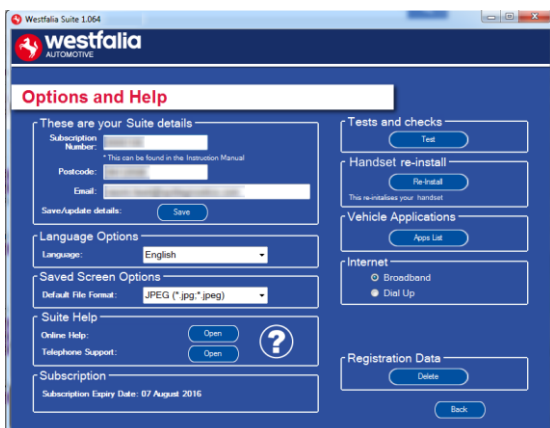 Westfalia Suite 1.064
westfalia
AUTOMOTIVE
Options and Help
These are your Suite details
Subscription
Number:
* This can be found in the Instruction Manual
Postcode:
Email:
Save/update details:
Save
Language Options
Language:
English
Saved Screen Options
Default File Format:
JPEG (*.jpg;*.jpeg)
Suite Help
Online Help:
Open
?
Telephone Support:
Open
Subscription
Subscription Expiry Date: 07 August 2016
Tests and checks
Test
Handset re-install
Re-Install
This re-initalises your handset
Vehicle Applications
Apps List
Internet
Broadband
Dial Up
Registration Data
Delete
Back